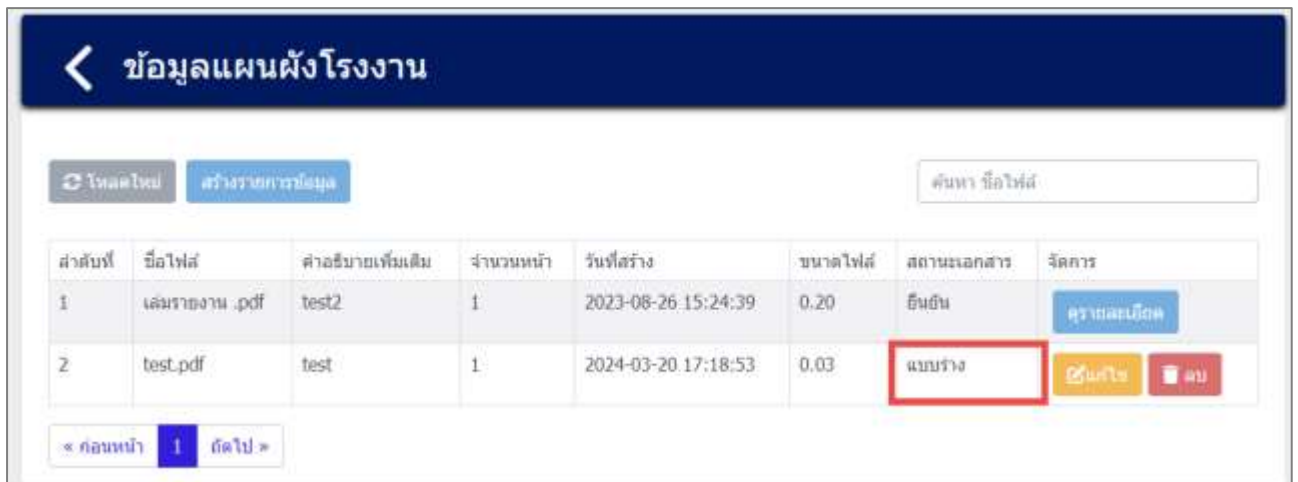 ข้อมูลแผนผังโรงงาน
โหลดใหม่ สร้างรายการข้อมูล ค้นหา ชื่อไฟล์
ลำดับที่ ชื่อไฟล์ คำอธิบายเพิ่มเติม จำนวนหน้า วันที่สร้าง ขนาดไฟล์ สถานะเอกสาร จัดการ
1 เล่มรายงาน .pdf test2 1 2023-08-26 15:24:39 0.20 ยืนยัน ดูรายละเอียด
2 test.pdf test 1 2024-03-20 17:18:53 0.03 แบบร่าง แก้ไข ลบ
« ก่อนหน้า 1 ถัดไป »